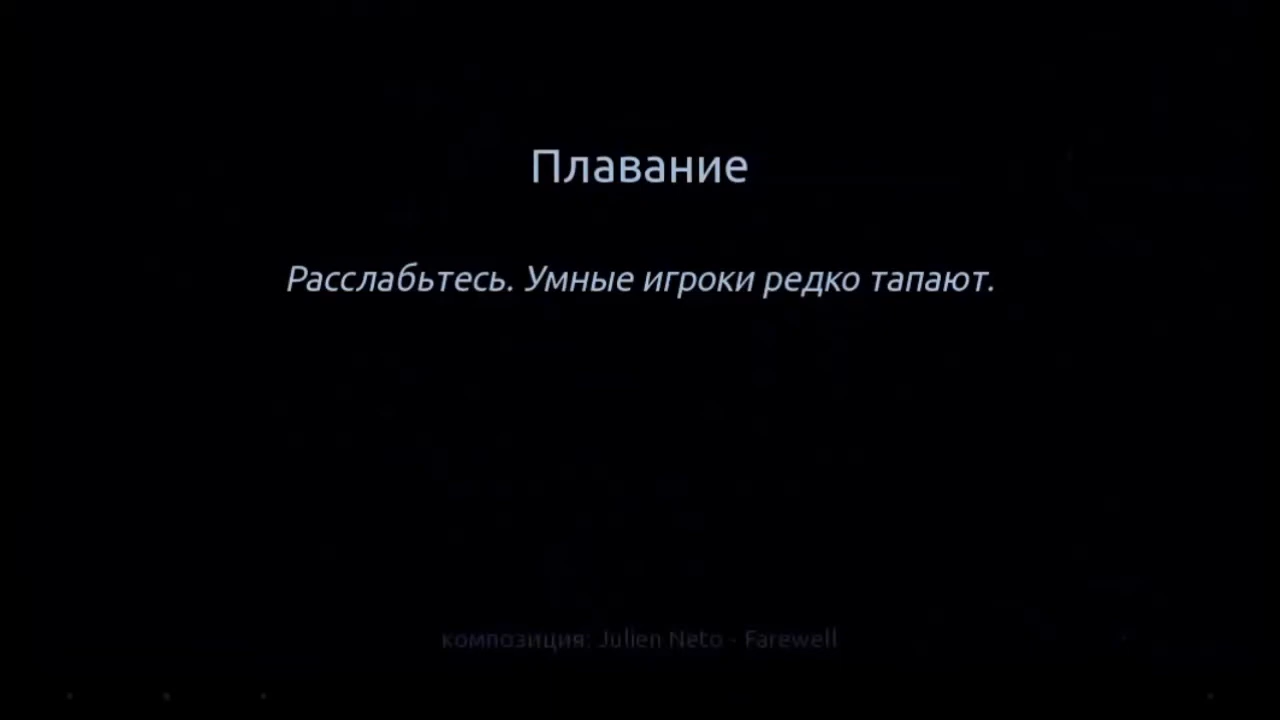 Плавание
Расслабьтесь. Умные игроки редко тапают.
композиция: Julien Neto - Farewell